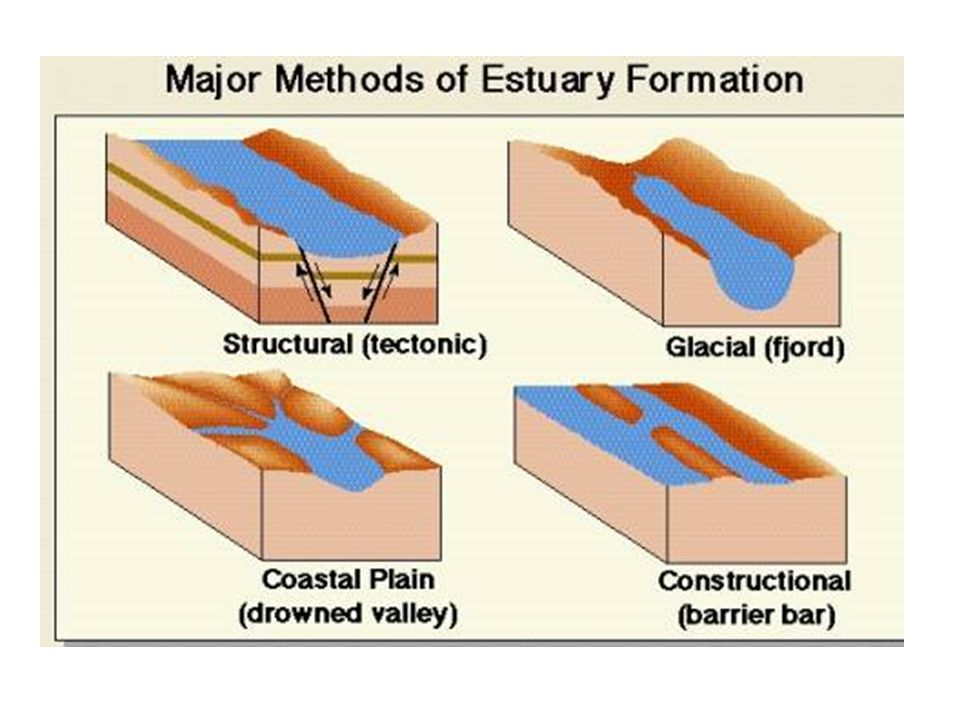 Major Methods of Estuary Formation
Structural (tectonic)
Glacial (fjord)
Coastal Plain
(drowned valley)
Constructional
(barrier bar)